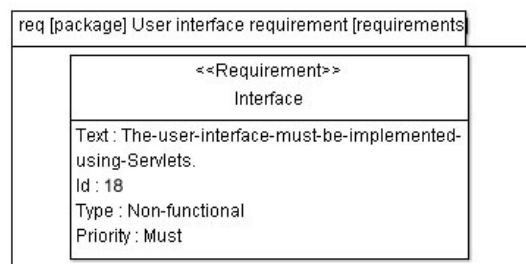 req [package] User interface requirement [requirements]
<<Requirement>>
Interface
Text : The-user-interface-must-be-implemented-
using-Servlets.
Id : 18
Type : Non-functional
Priority : Must